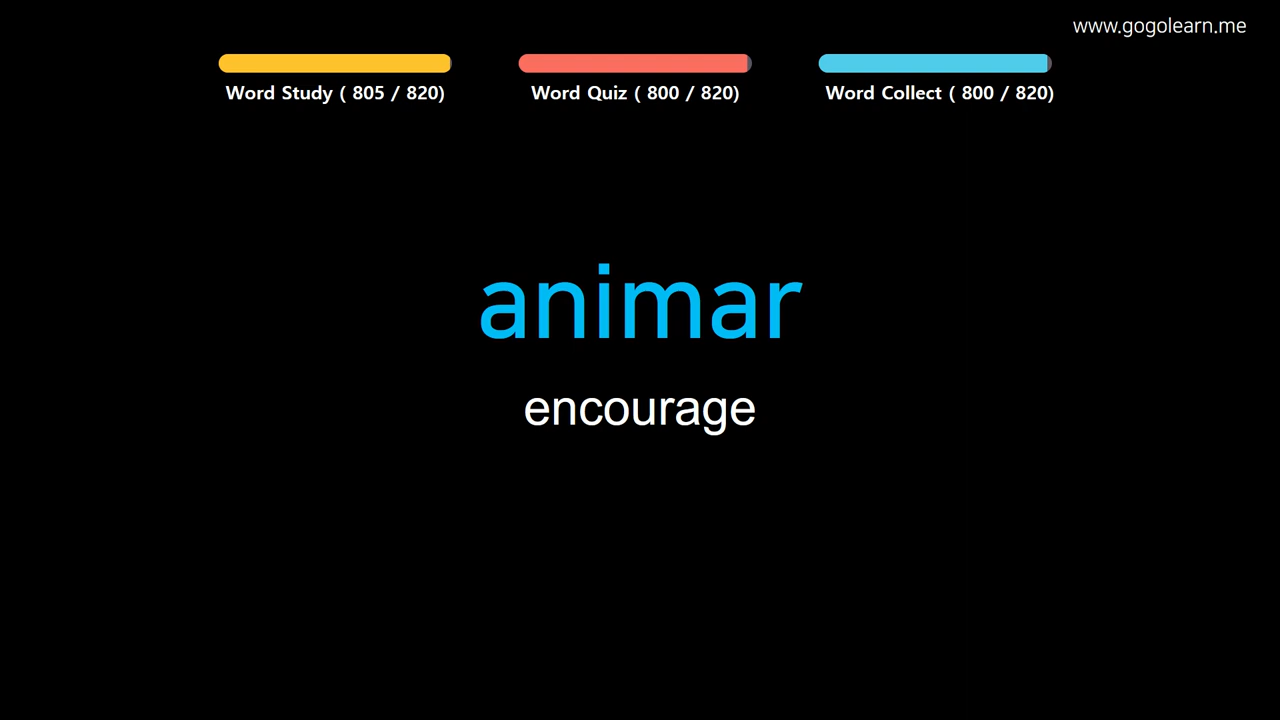 www.gogolearn.me
Word Study ( 805 / 820)
Word Quiz ( 800 / 820)
Word Collect ( 800 / 820)
animar
encourage